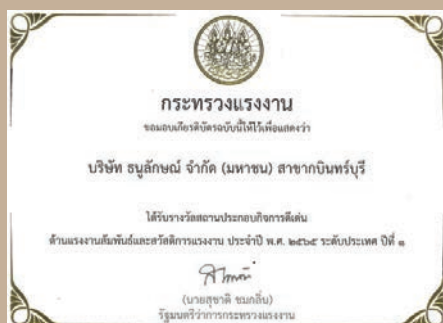 กระทรวงแรงงาน
ขอมอบเกียรติบัตรฉบับนี้ให้ไว้เพื่อแสดงว่า
บริษัท ธนูลักษณ์ จำกัด (มหาชน) สาขากบินทร์บุรี
ได้รับรางวัลสถานประกอบกิจการดีเด่น
ด้านแรงงานสัมพันธ์และสวัสดิการแรงงาน ประจำปี พ.ศ. ๒๕๖๕ ระดับประเทศ ปีที่ ๑
(นายสุชาติ ชมกลิ่น)
รัฐมนตรีว่าการกระทรวงแรงงาน